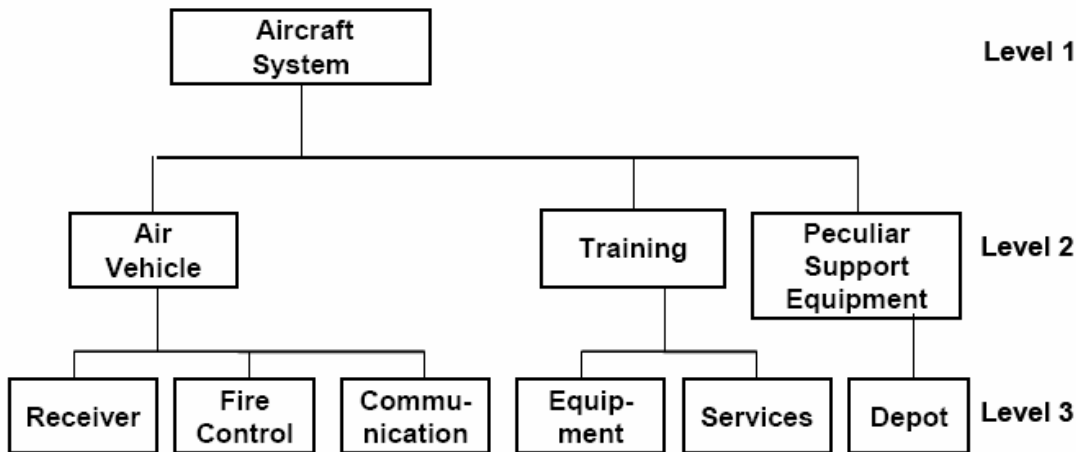 Aircraft
System
Level 1
Air
Vehicle
Training
Peculiar
Support
Equipment
Level 2
Receiver
Fire
Control
Commu-
nication
Equip-
ment
Services
Depot
Level 3